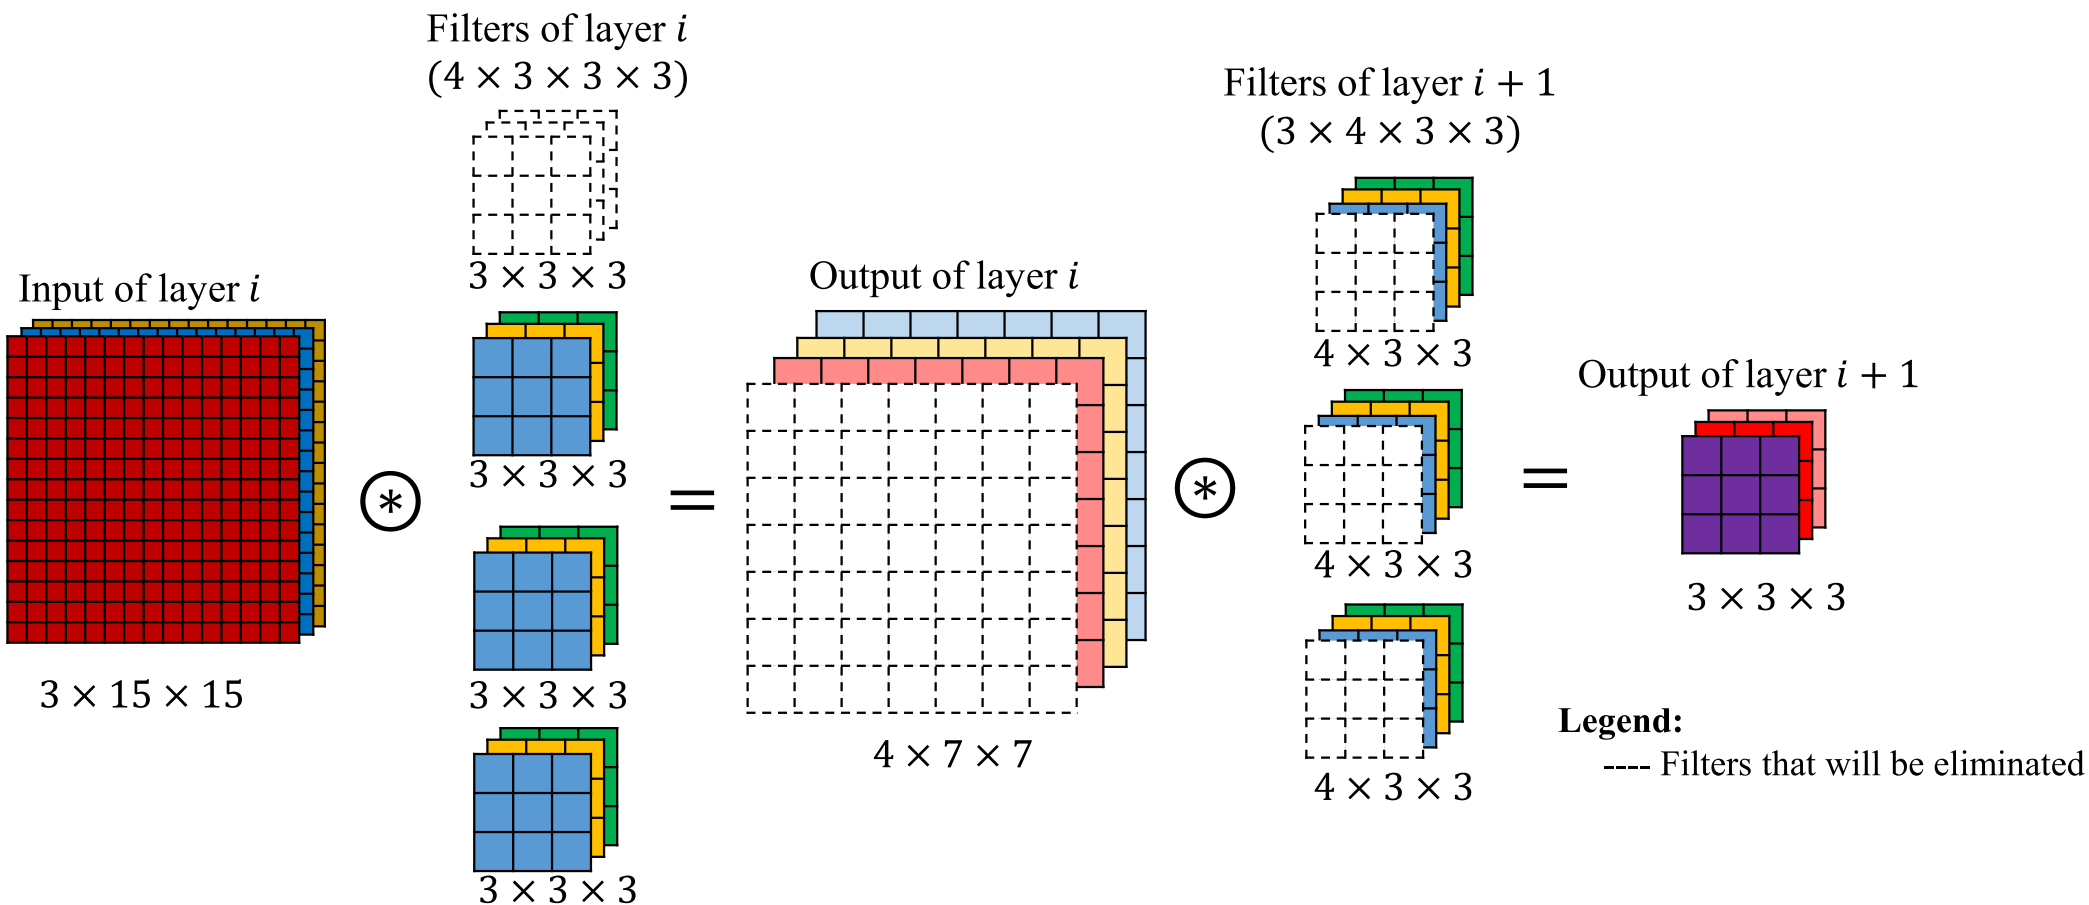 Input of layer i
3 × 15 × 15
Filters of layer i
(4 × 3 × 3 × 3)
3 × 3 × 3
3 × 3 × 3
3 × 3 × 3
3 × 3 × 3
⊛
=
Output of layer i
4 × 7 × 7
⊛
Filters of layer i + 1
(3 × 4 × 3 × 3)
4 × 3 × 3
4 × 3 × 3
4 × 3 × 3
=
Output of layer i + 1
3 × 3 × 3
Legend:
---- Filters that will be eliminated